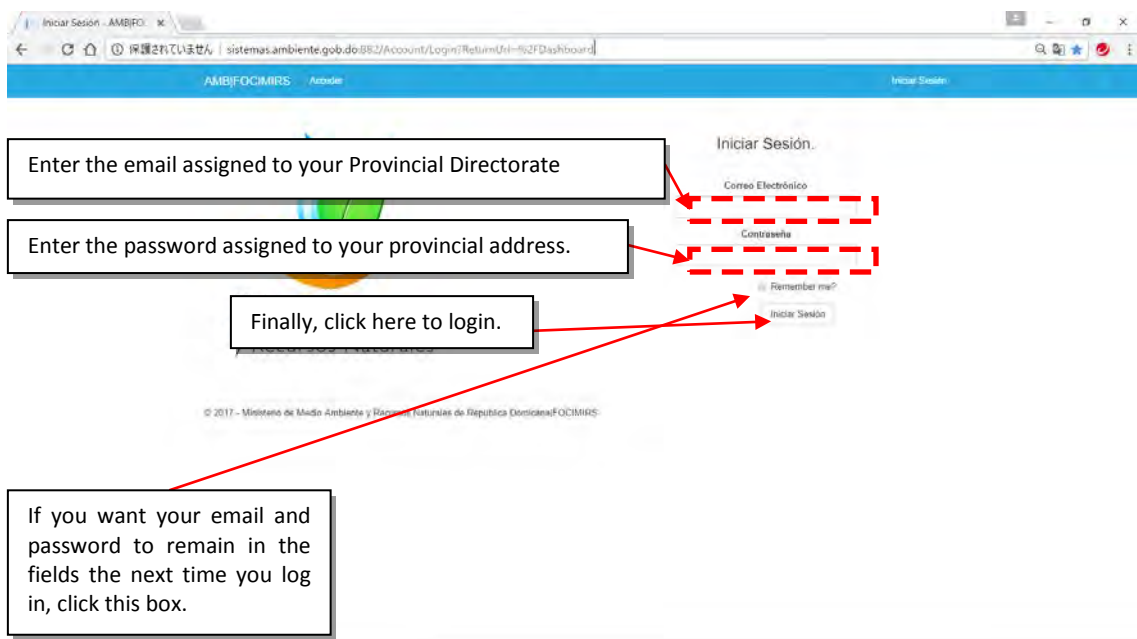 Iniciar Sesión - AMB|FO
保護されていません | sistemas.ambiente.gob.do:882/Account/Login?ReturnUrl=%2FDashboard
AMB|FOCIMIRS Acceder Iniciar Sesión
Iniciar Sesión.
Enter the email assigned to your Provincial Directorate
Correo Electrónico
Enter the password assigned to your provincial address.
Contraseña
Remember me?
Finally, click here to login.
Iniciar Sesión
Recursos Naturales
© 2017 - Ministerio de Medio Ambiente y Recursos Naturales de Republica Dominicana|FOCIMIRS
If you want your email and
password to remain in the
fields the next time you log
in, click this box.